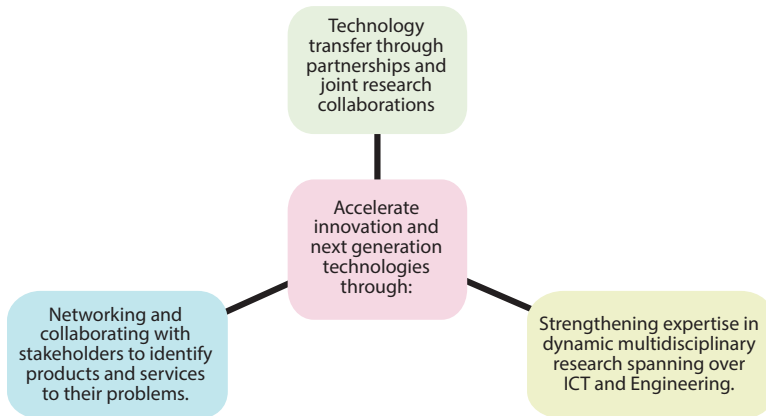 Technology
transfer through
partnerships and
joint research
collaborations
Accelerate
innovation and
next generation
technologies
through:
Networking and
collaborating with
stakeholders to identify
products and services
to their problems.
Strengthening expertise in
dynamic multidisciplinary
research spanning over
ICT and Engineering.